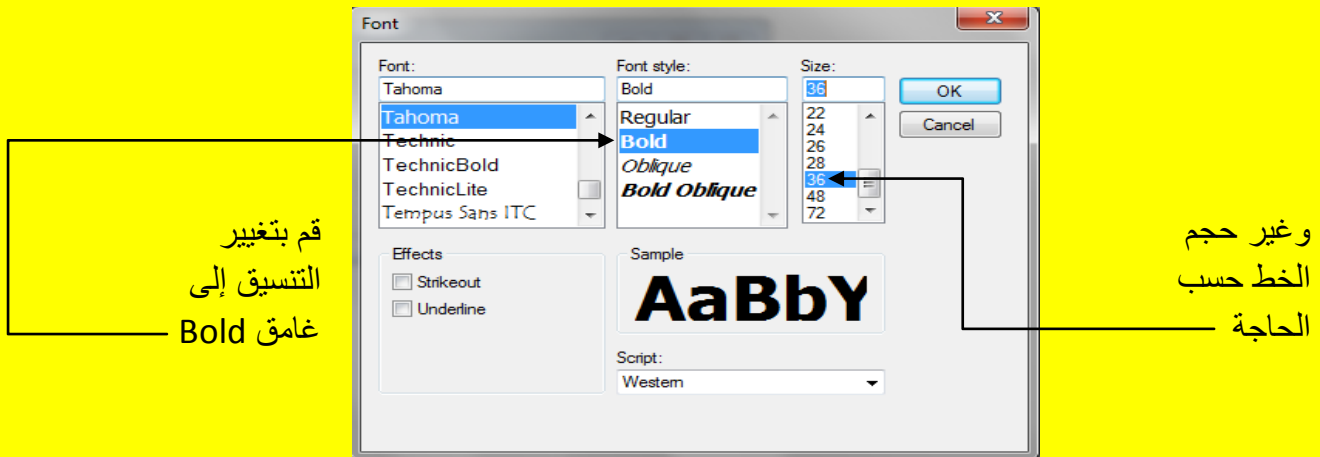 Font
Font:
Font style:
Size:
Tahoma
Bold
36
OK
Cancel
Tahoma
Technic
TechnicBold
TechnicLite
Tempus Sans ITC
Regular
Bold
Oblique
Bold Oblique
22
24
26
28
36
48
72
Effects
Strikeout
Underline
Sample
AaBbY
Script:
Western
قم بتغيير
التنسيق إلى
غامق Bold
وغير حجم
الخط حسب
الحاجة